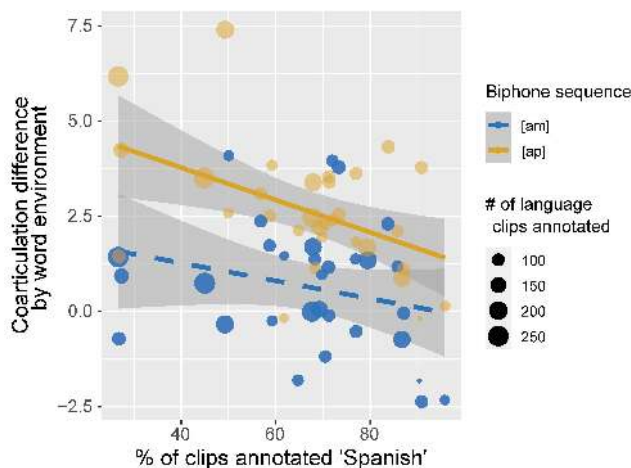 7.5
5.0
2.5
0.0
−2.5
Coarticulation difference
by word environment
40
60
80
% of clips annotated 'Spanish'
Biphone sequence
[am]
[ap]
# of language
clips annotated
100
150
200
250